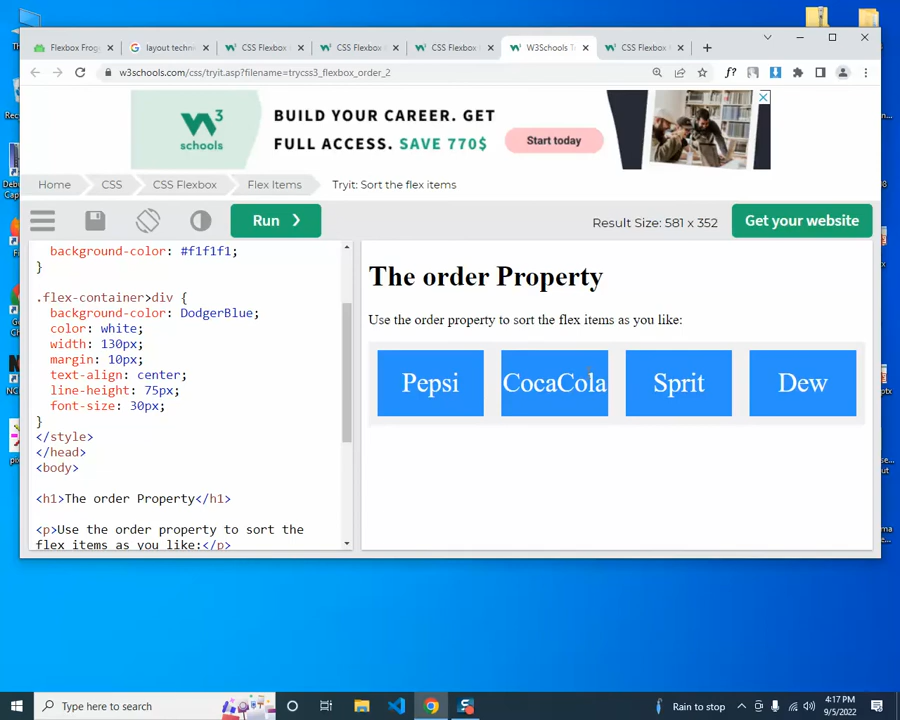 Flexbox Frog
layout techni
CSS Flexbox
CSS Flexbox
CSS Flexbox
W3Schools T
CSS Flexbox
w3schools.com/css/tryit.asp?filename=trycss3_flexbox_order_2
f?
W3
schools
BUILD YOUR CAREER. GET
FULL ACCESS. SAVE 770$
Start today
Home
CSS
CSS Flexbox
Flex Items
Tryit: Sort the flex items
Run ❯
Result Size: 581 x 352
Get your website
background-color: #f1f1f1;
}
.flex-container>div {
background-color: DodgerBlue;
color: white;
width: 130px;
margin: 10px;
text-align: center;
line-height: 75px;
font-size: 30px;
}
</style>
</head>
<body>
<h1>The order Property</h1>
<p>Use the order property to sort the
flex items as you like:</p>
The order Property
Use the order property to sort the flex items as you like:
Pepsi
CocaCola
Sprit
Dew
Type here to search
Rain to stop
4:17 PM
9/5/2022